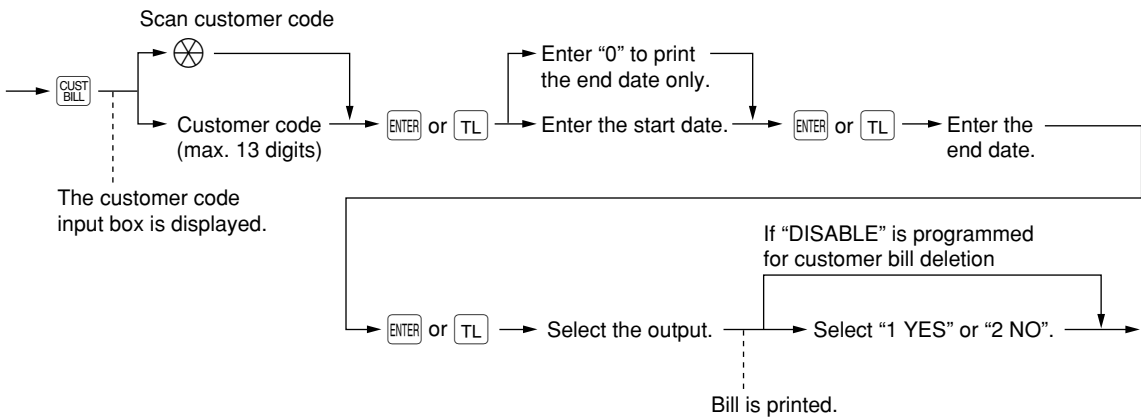 Scan customer code
CUST
BILL
Customer code
(max. 13 digits)
The customer code
input box is displayed.
ENTER or TL
Enter “0” to print
the end date only.
Enter the start date.
ENTER or TL
Enter the
end date.
ENTER or TL
Select the output.
If “DISABLE” is programmed
for customer bill deletion
Select “1 YES” or “2 NO”.
Bill is printed.